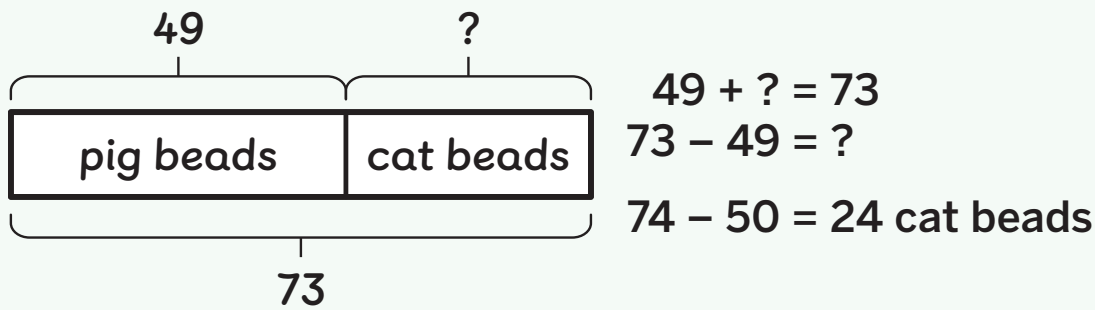 49 ?
pig beads cat beads
73
49 + ? = 73
73 – 49 = ?
74 – 50 = 24 cat beads